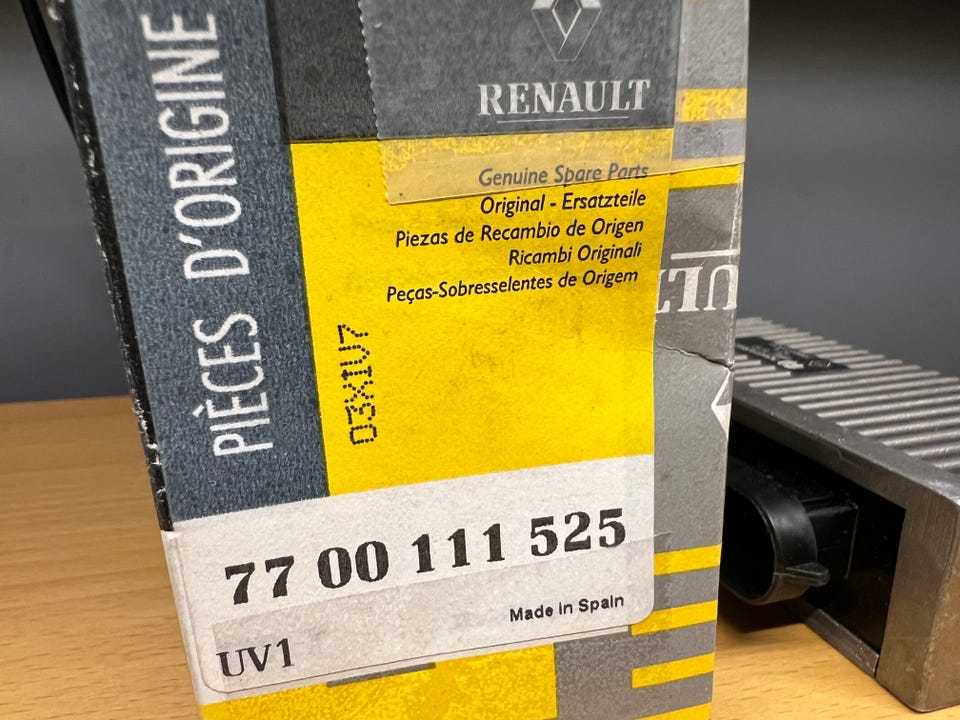 PIÈCES D'ORIGINE
RENAULT
Genuine Spare Parts
Original - Ersatzteile
Piezas de Recambio de Origen
Ricambi Originali
Peças-Sobresselentes de Origem
03X1U7
77 00 111 525
Made in Spain
UV1
ULT